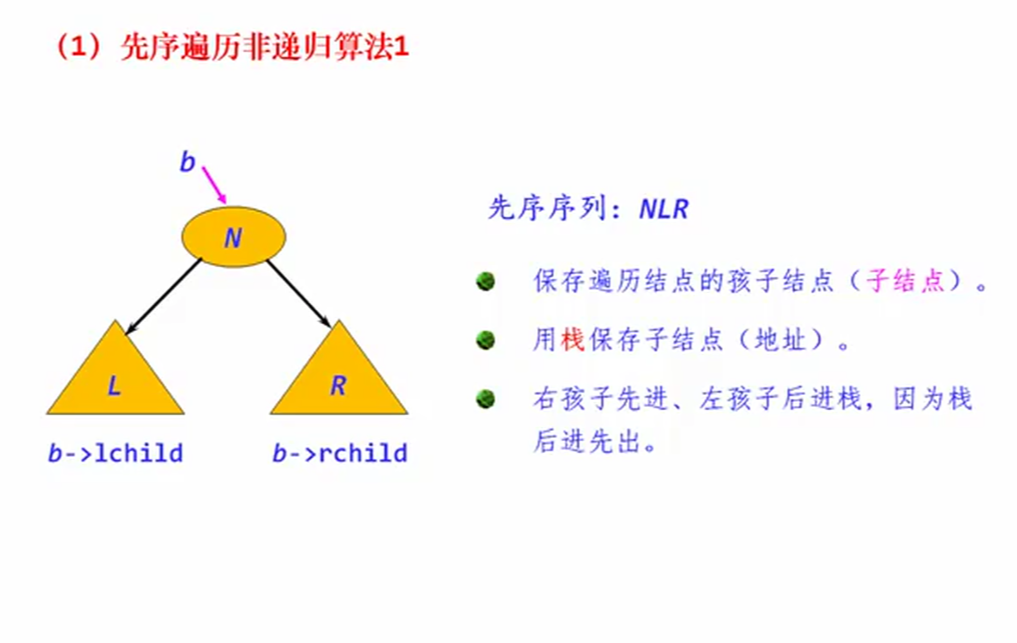 （1）先序遍历非递归算法1
b
N
L
R
b->lchild
b->rchild
先序序列：NLR
保存遍历结点的孩子结点（子结点）。
用栈保存子结点（地址）。
右孩子先进、左孩子后进栈，因为栈
后进先出。